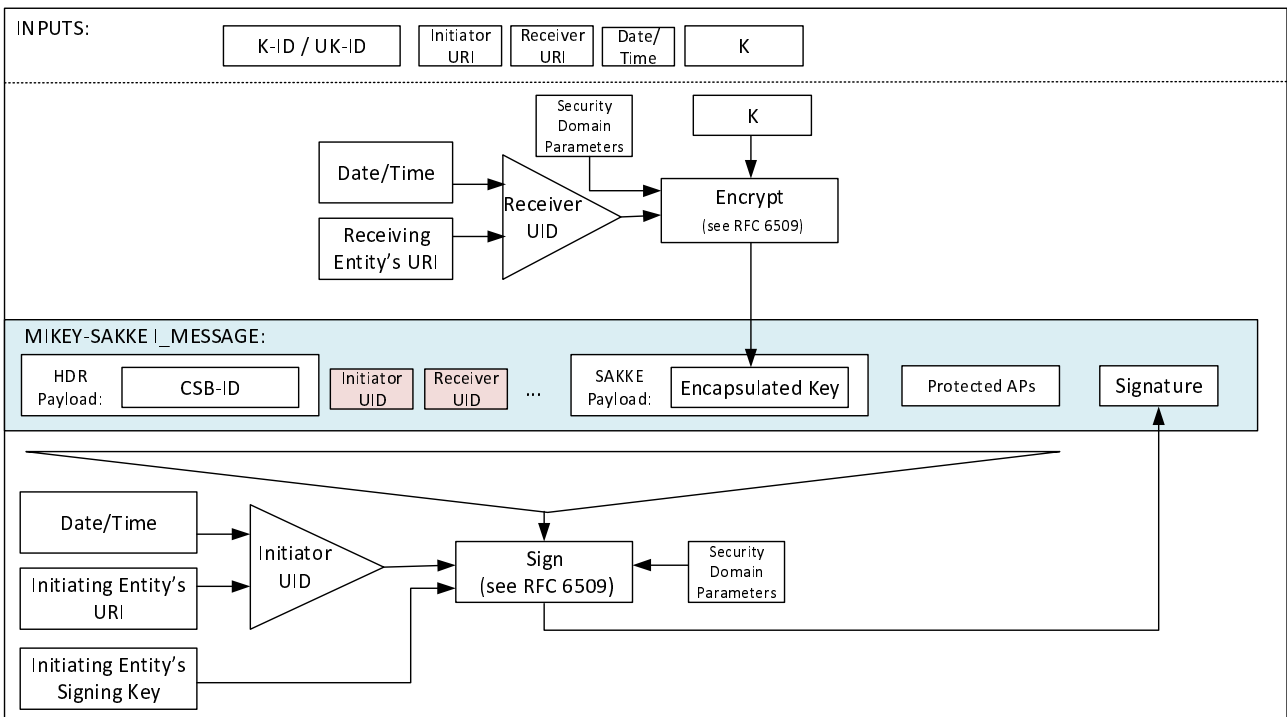 INPUTS:
K-ID / UK-ID
Initiator
URI
Receiver
URI
Date/
Time
K
Security
Domain
Parameters
K
Date/Time
Receiver
UID
Encrypt
(see RFC 6509)
Receiving
Entity's URI
MIKEY-SAKKE I_MESSAGE:
HDR
Payload:
CSB-ID
Initiator
UID
Receiver
UID
...
SAKKE
Payload:
Encapsulated Key
Protected APs
Signature
Date/Time
Initiator
UID
Sign
(see RFC 6509)
Security
Domain
Parameters
Initiating Entity's
URI
Initiating Entity's
Signing Key